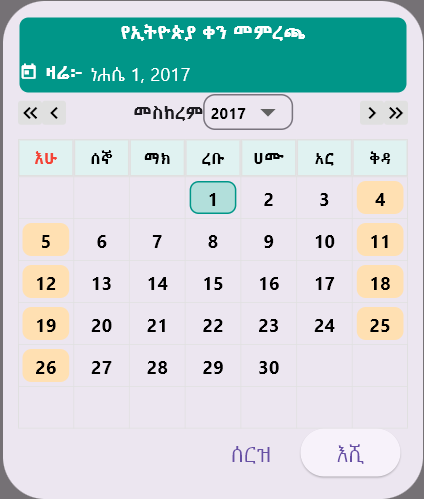 የኢትዮጵያ ቀን መምረጫ
ዛሬ፦ ነሐሴ 1, 2017
መስከረም 2017
እሁ ሰኞ ማክ ረቡ ሀሙ አር ቅዳ
1 2 3 4
5 6 7 8 9 10 11
12 13 14 15 16 17 18
19 20 21 22 23 24 25
26 27 28 29 30
ሰርዝ እሺ